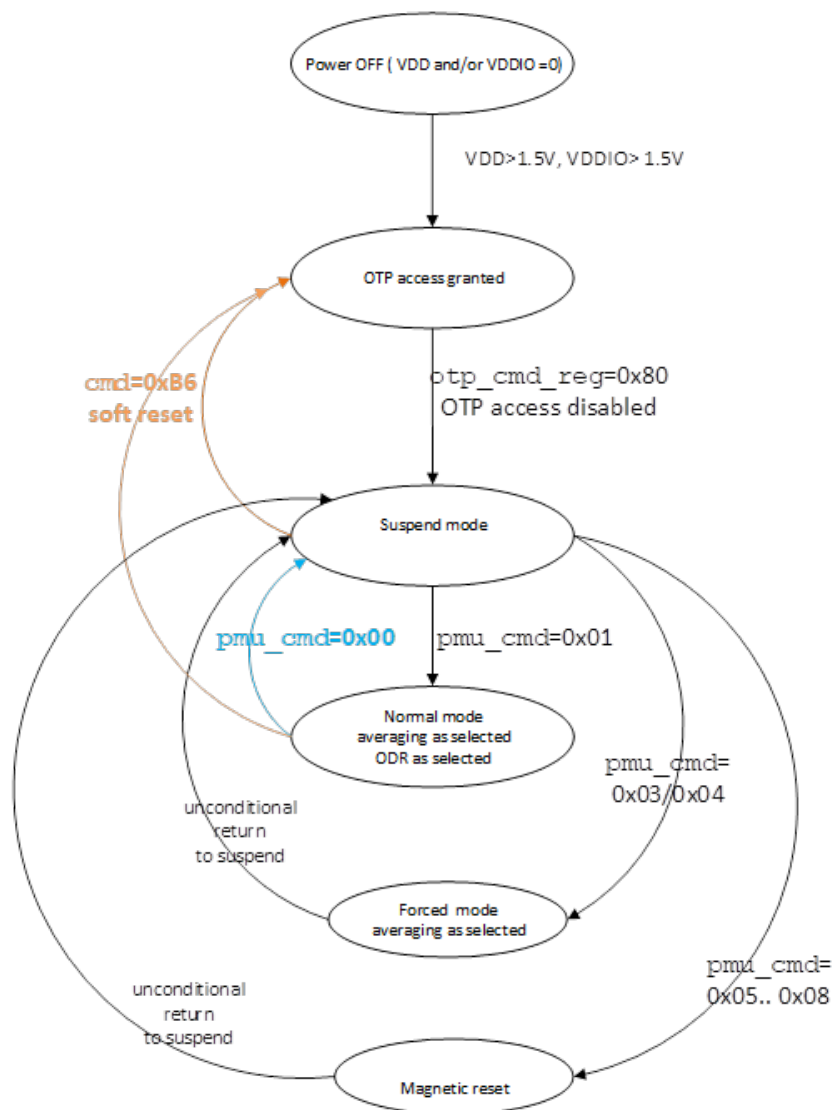 Power OFF ( VDD and/or VDDIO =0)
VDD>1.5V, VDDIO> 1.5V
OTP access granted
cmd=0xB6
soft reset
otp_cmd_reg=0x80
OTP access disabled
Suspend mode
pmu_cmd=0x00
pmu_cmd=0x01
Normal mode
averaging as selected
ODR as selected
pmu_cmd=
0x03/0x04
unconditional
return
to suspend
Forced mode
averaging as selected
pmu_cmd=
0x05.. 0x08
unconditional
return
to suspend
Magnetic reset